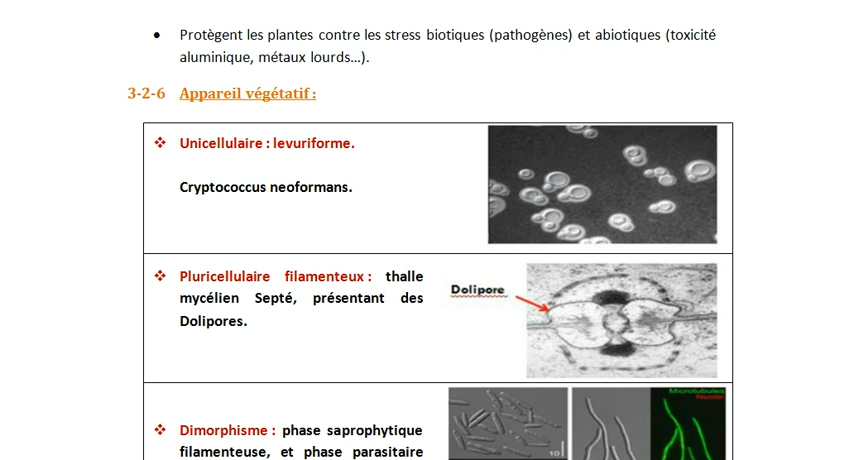 • Protègent les plantes contre les stress biotiques (pathogènes) et abiotiques (toxicité
aluminique, métaux lourds…).
3-2-6 Appareil végétatif :
❖ Unicellulaire : levuriforme.
Cryptococcus neoformans.
❖ Pluricellulaire filamenteux : thalle
mycélien Septé, présentant des
Dolipores.
Dolipore
Microtubules
Nuclei
10
❖ Dimorphisme : phase saprophytique
filamenteuse, et phase parasitaire